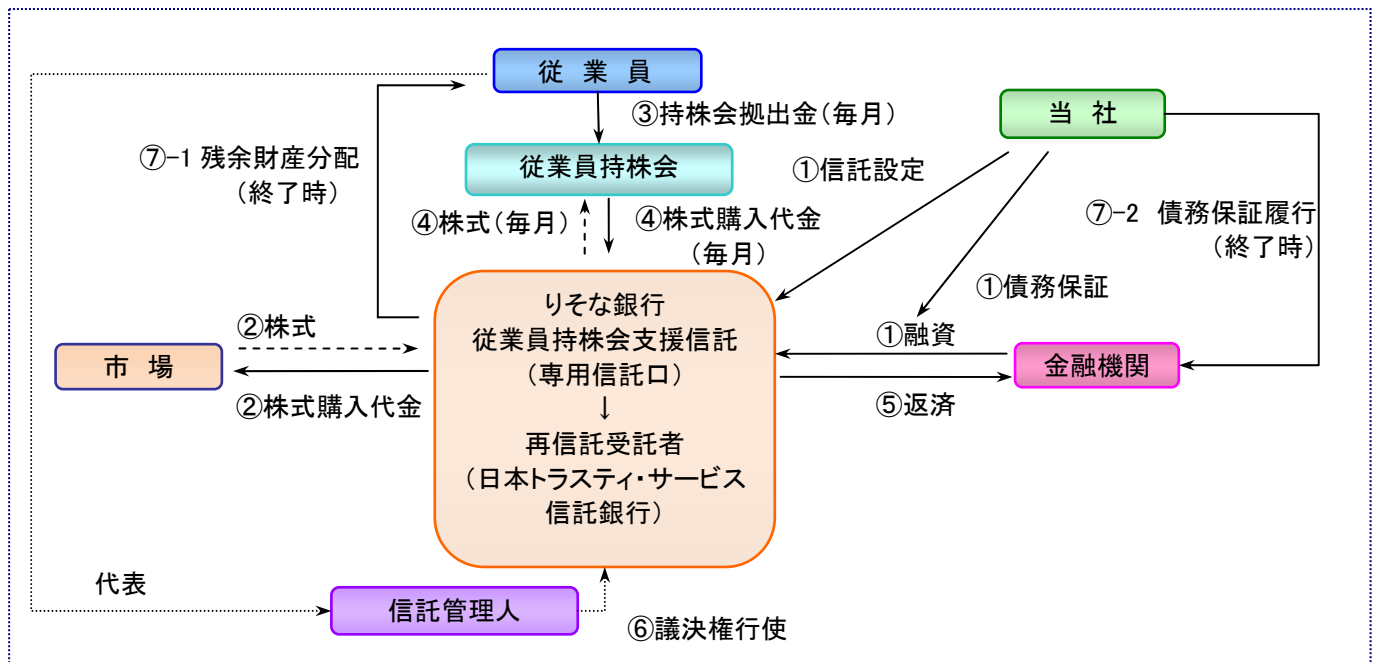 従 業 員
③持株会拠出金(毎月)
当 社
⑦-1 残余財産分配
(終了時)
従業員持株会
①信託設定
④株式(毎月)
④株式購入代金
(毎月)
⑦-2 債務保証履行
(終了時)
①債務保証
りそな銀行
従業員持株会支援信託
(専用信託口)
↓
再信託受託者
(日本トラスティ・サービス
信託銀行)
②株式
市 場
②株式購入代金
①融資
金融機関
⑤返済
代表
信託管理人
⑥議決権行使